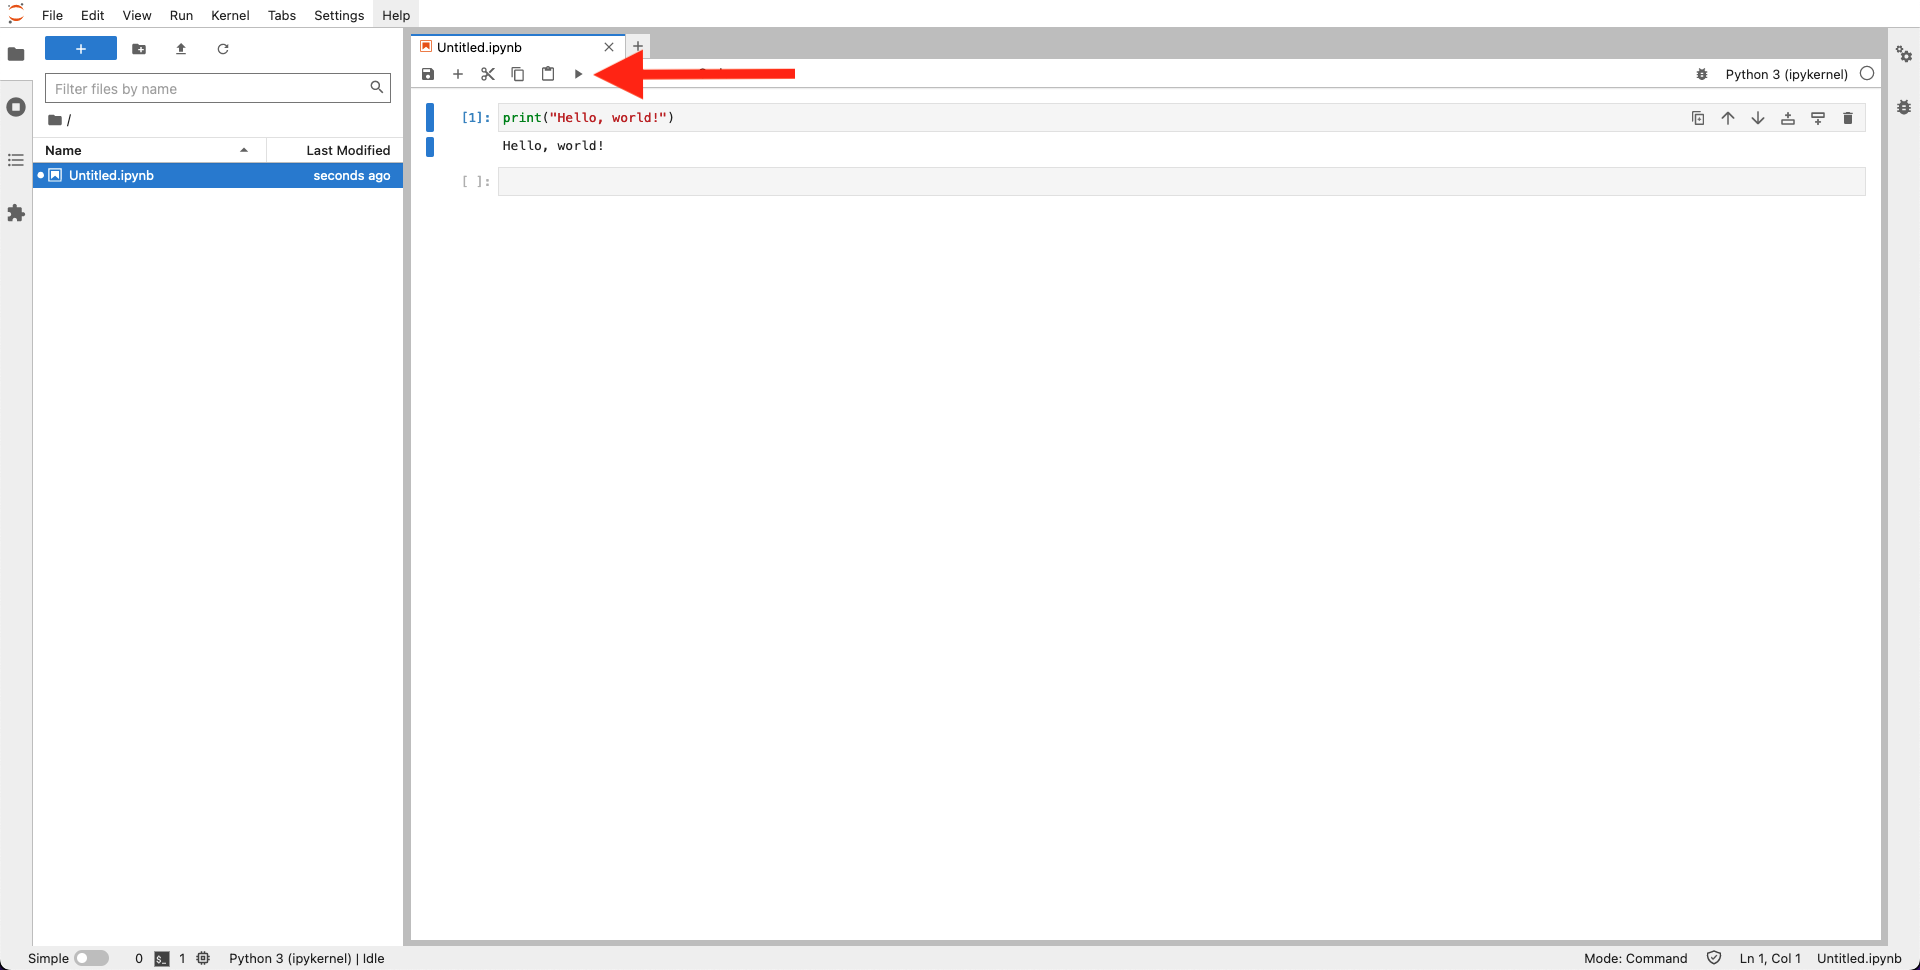 File Edit View Run Kernel Tabs Settings Help
Untitled.ipynb
Filter files by name
Python 3 (ipykernel)
/
[1]: print("Hello, world!")
Hello, world!
Name Last Modified
Untitled.ipynb seconds ago
[ ]:
Simple 0 $_ 1 Python 3 (ipykernel) | Idle Mode: Command Ln 1, Col 1 Untitled.ipynb